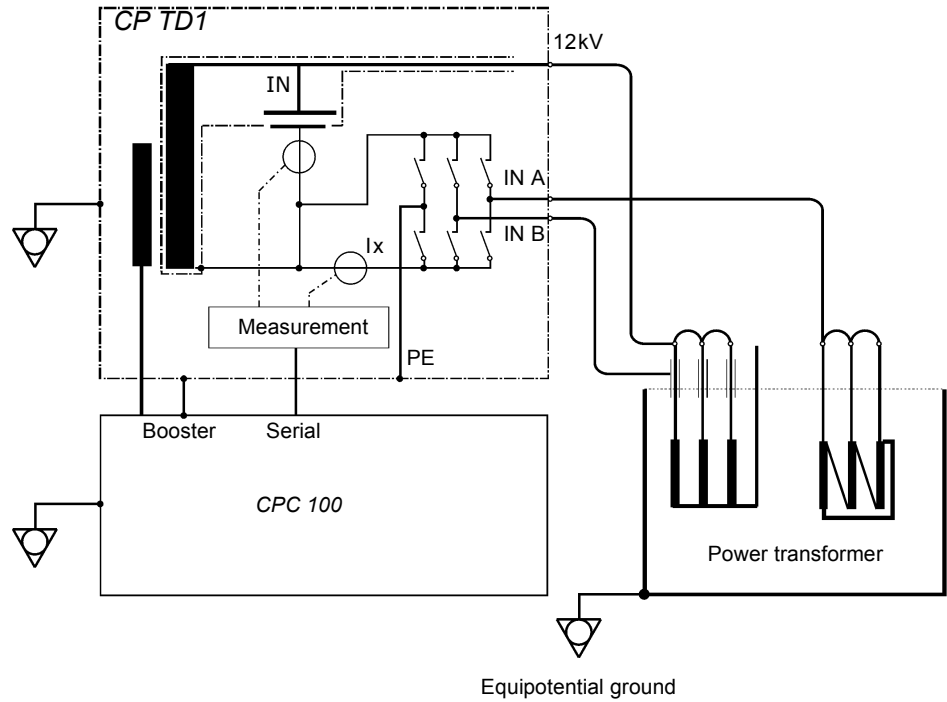 CP TD1
12kV
IN
IN A
IN B
Ix
Measurement
PE
Booster
Serial
CPC 100
Power transformer
Equipotential ground